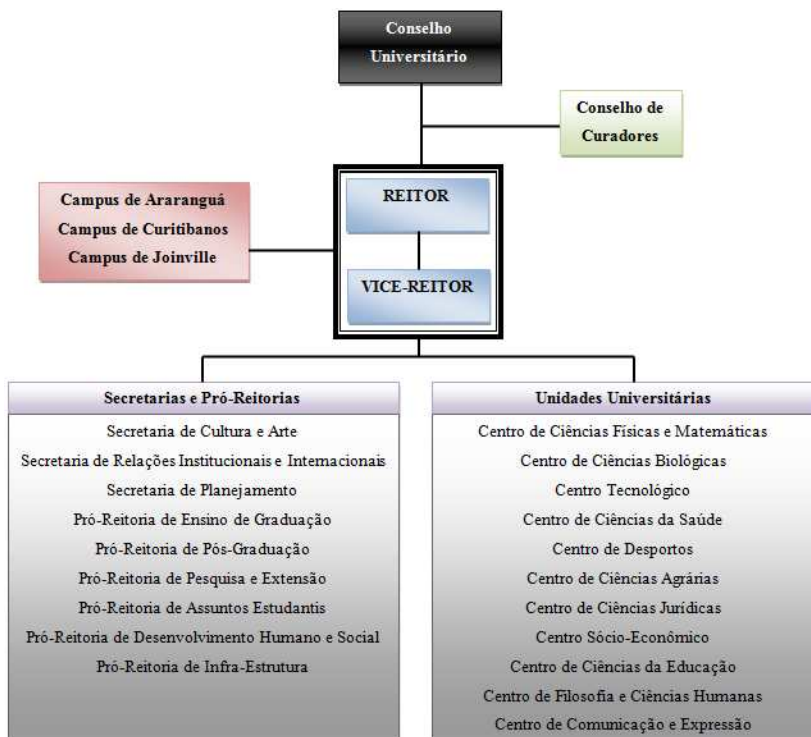 Conselho
Universitário
Conselho de
Curadores
Campus de Araranguá
Campus de Curitibanos
Campus de Joinville
REITOR
VICE-REITOR
Secretarias e Pró-Reitorias
Secretaria de Cultura e Arte
Secretaria de Relações Institucionais e Internacionais
Secretaria de Planejamento
Pró-Reitoria de Ensino de Graduação
Pró-Reitoria de Pós-Graduação
Pró-Reitoria de Pesquisa e Extensão
Pró-Reitoria de Assuntos Estudantis
Pró-Reitoria de Desenvolvimento Humano e Social
Pró-Reitoria de Infra-Estrutura
Unidades Universitárias
Centro de Ciências Físicas e Matemáticas
Centro de Ciências Biológicas
Centro Tecnológico
Centro de Ciências da Saúde
Centro de Desportos
Centro de Ciências Agrárias
Centro de Ciências Jurídicas
Centro Sócio-Econômico
Centro de Ciências da Educação
Centro de Filosofia e Ciências Humanas
Centro de Comunicação e Expressão